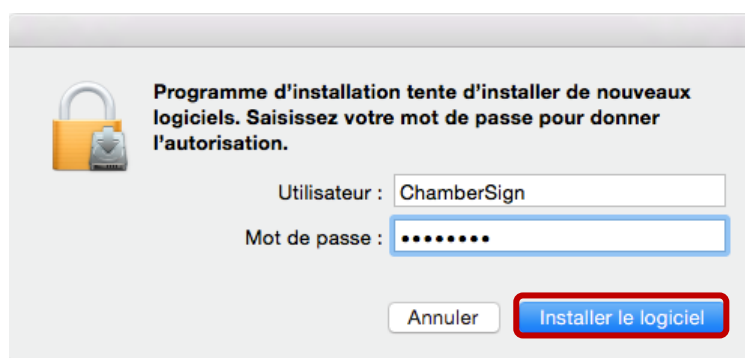 Programme d'installation tente d'installer de nouveaux
logiciels. Saisissez votre mot de passe pour donner
l'autorisation.
Utilisateur : ChamberSign
Mot de passe : ••••••••
Annuler Installer le logiciel